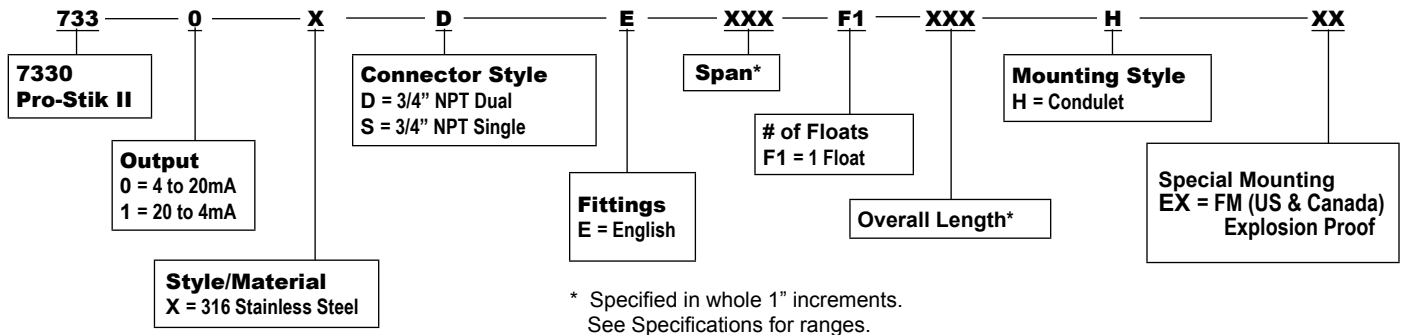 733 0 X D E XXX F1 XXX H XX
7330
Pro-Stik II
Output
0 = 4 to 20mA
1 = 20 to 4mA
Style/Material
X = 316 Stainless Steel
Connector Style
D = 3/4” NPT Dual
S = 3/4” NPT Single
Fittings
E = English
Span*
# of Floats
F1 = 1 Float
Overall Length*
Mounting Style
H = Condulet
Special Mounting
EX = FM (US & Canada)
Explosion Proof
* Specified in whole 1” increments.
See Specifications for ranges.